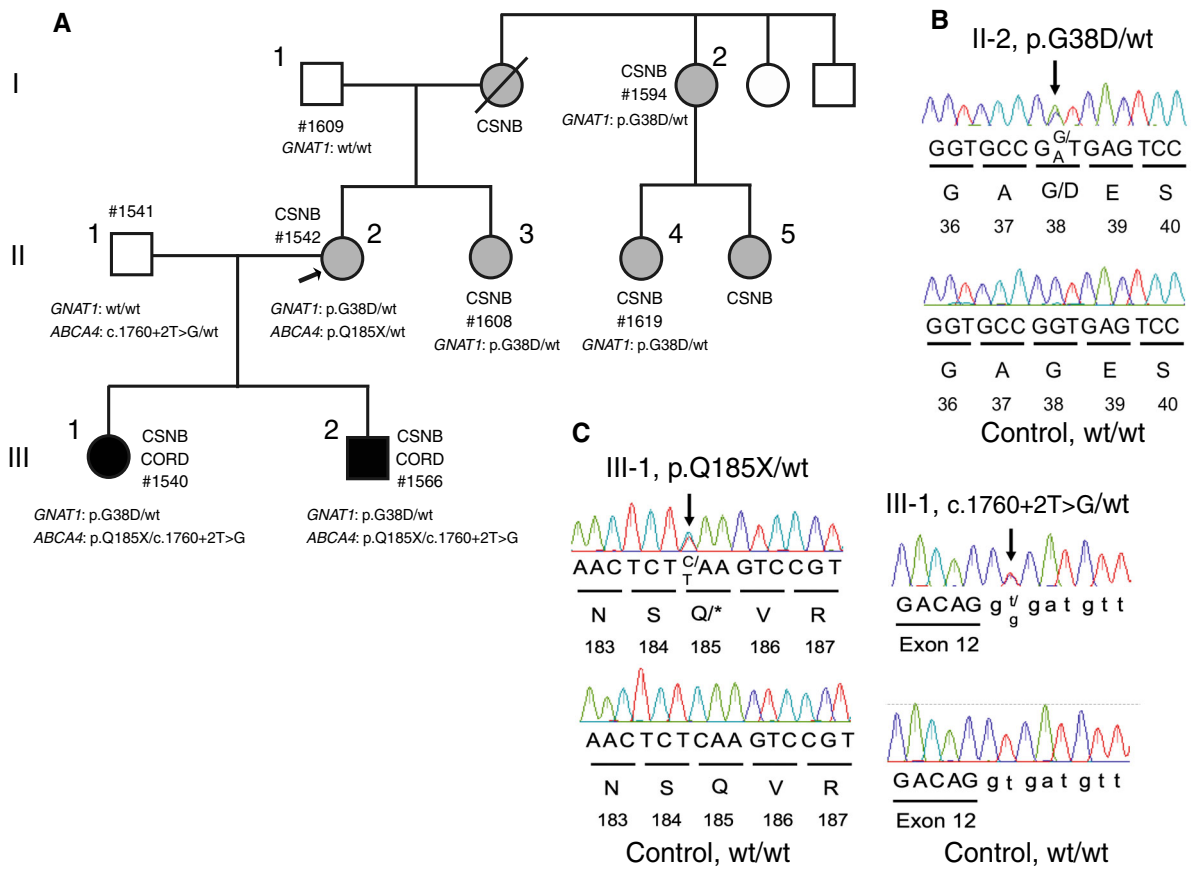 A
B
1
2
II-2, p.G38D/wt
I
CSNB
#1594
GNAT1: p.G38D/wt
#1609
GNAT1: wt/wt
CSNB
GGT GCC G G/A T GAG TCC
G A G/D E S
36 37 38 39 40
#1541
1
CSNB
#1542
2
3
4
5
II
GNAT1: wt/wt
ABCA4: c.1760+2T>G/wt
GNAT1: p.G38D/wt
ABCA4: p.Q185X/wt
CSNB
#1608
GNAT1: p.G38D/wt
CSNB
#1619
GNAT1: p.G38D/wt
CSNB
GGT GCC GGT GAG TCC
G A G E S
36 37 38 39 40
Control, wt/wt
1
CSNB
CORD
#1540
2
CSNB
CORD
#1566
III
GNAT1: p.G38D/wt
ABCA4: p.Q185X/c.1760+2T>G
GNAT1: p.G38D/wt
ABCA4: p.Q185X/c.1760+2T>G
C
III-1, p.Q185X/wt
AAC TCT C/T AA GTC CGT
N S Q/* V R
183 184 185 186 187
AAC TCT CAA GTC CGT
N S Q V R
183 184 185 186 187
Control, wt/wt
III-1, c.1760+2T>G/wt
GACAG g t/g g a t g t t
Exon 12
GACAG g t g a t g t t
Exon 12
Control, wt/wt